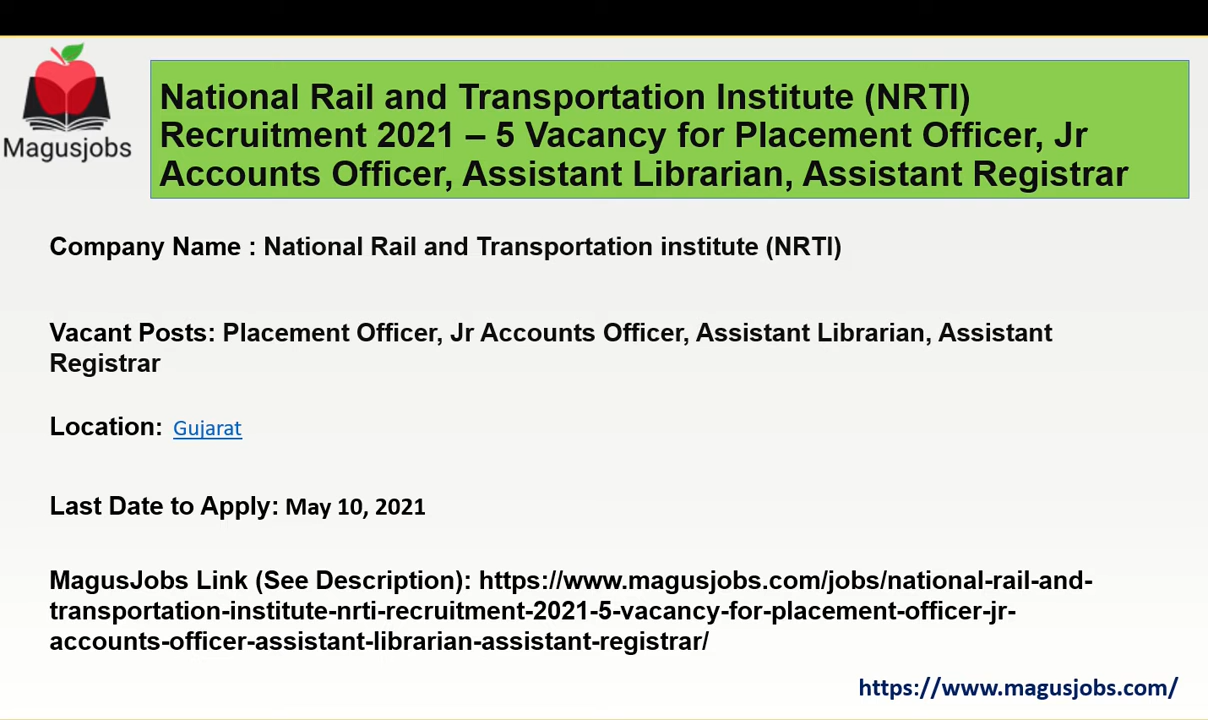 Magusjobs
National Rail and Transportation Institute (NRTI)
Recruitment 2021 – 5 Vacancy for Placement Officer, Jr
Accounts Officer, Assistant Librarian, Assistant Registrar
Company Name : National Rail and Transportation institute (NRTI)
Vacant Posts: Placement Officer, Jr Accounts Officer, Assistant Librarian, Assistant
Registrar
Location: Gujarat
Last Date to Apply: May 10, 2021
MagusJobs Link (See Description): https://www.magusjobs.com/jobs/national-rail-and-
transportation-institute-nrti-recruitment-2021-5-vacancy-for-placement-officer-jr-
accounts-officer-assistant-librarian-assistant-registrar/
https://www.magusjobs.com/